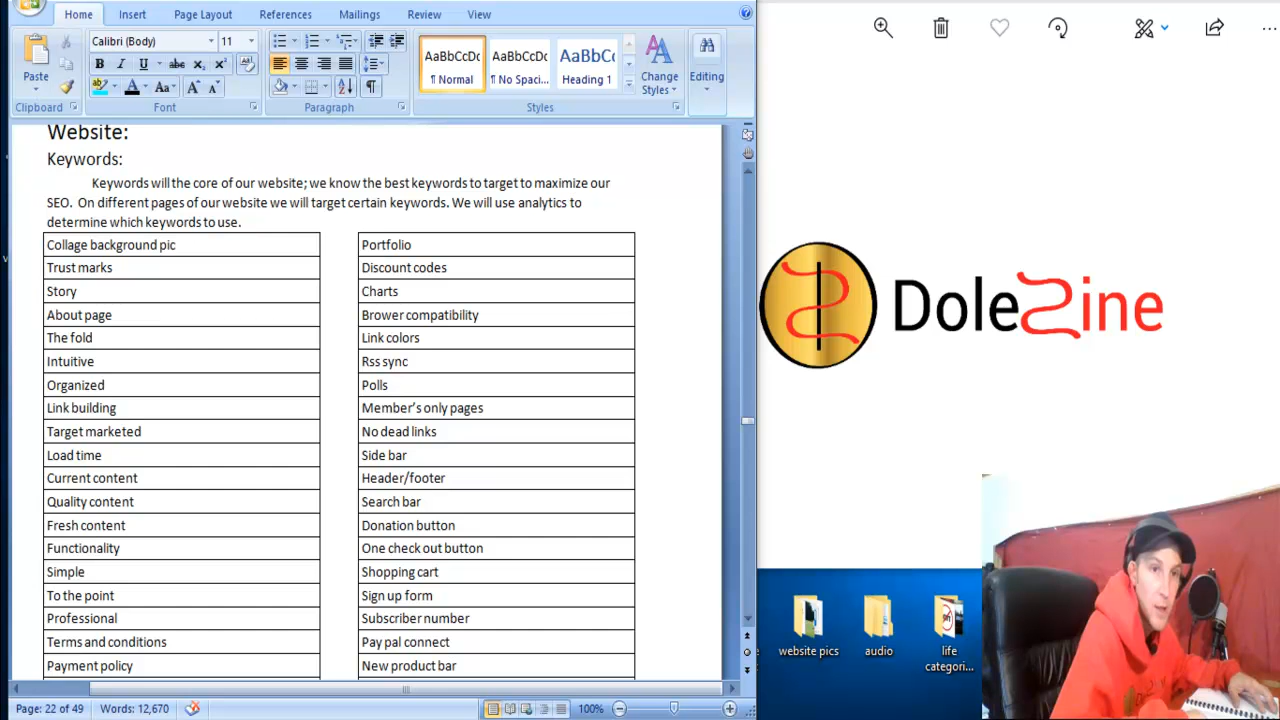 Home Insert Page Layout References Mailings Review View
Calibri (Body) 11
Paste
B I U abc x₂ x²
Aa A A
AaBbCcDc AaBbCcDc AaBbCc
¶ Normal ¶ No Spaci... Heading 1
Change Styles
Editing
Clipboard Font Paragraph Styles
Website:
Keywords:
Keywords will the core of our website; we know the best keywords to target to maximize our
SEO. On different pages of our website we will target certain keywords. We will use analytics to
determine which keywords to use.
Collage background pic Portfolio
Trust marks Discount codes
Story Charts
About page Brower compatibility
The fold Link colors
Intuitive Rss sync
Organized Polls
Link building Member's only pages
Target marketed No dead links
Load time Side bar
Current content Header/footer
Quality content Search bar
Fresh content Donation button
Functionality One check out button
Simple Shopping cart
To the point Sign up form
Professional Subscriber number
Terms and conditions Pay pal connect
Payment policy New product bar
Page: 22 of 49 Words: 12,670 100%
DoleSine
website pics audio life
categori...